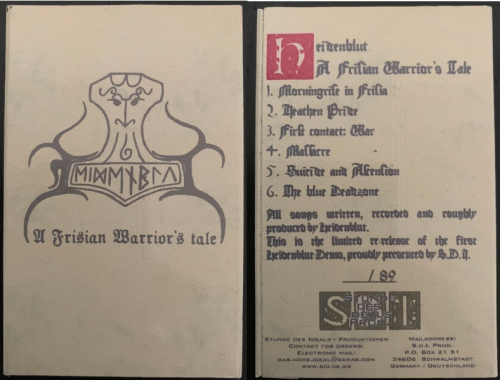 EIDENBLU
A Frisian Warrior's tale
Heidenblut
A Frisian Warrior's Tale
1. Morningrise in Frisia
2. Heathen Pride
3. First contact: War
4. Massacre
5. Suicide and Ascension
6. The blue Deadzone
All songs written, recorded and roughly
produced by Heidenblut.
This is the limited re-release of the first
Heidenblut Demo, proudly presented by S.D.I.
/ 89
Stunde des Ideals - Produktionen
Contact for orders:
Electronic mail:
Mailadress:
S.d.I. Prod.
P.O. Box 21 51
34606 Schwalmstadt
Germany / Deutschland